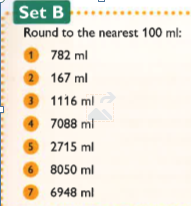 Set B
Round to the nearest 100 ml:
1 782 ml
2 167 ml
3 1116 ml
4 7088 ml
5 2715 ml
6 8050 ml
7 6948 ml